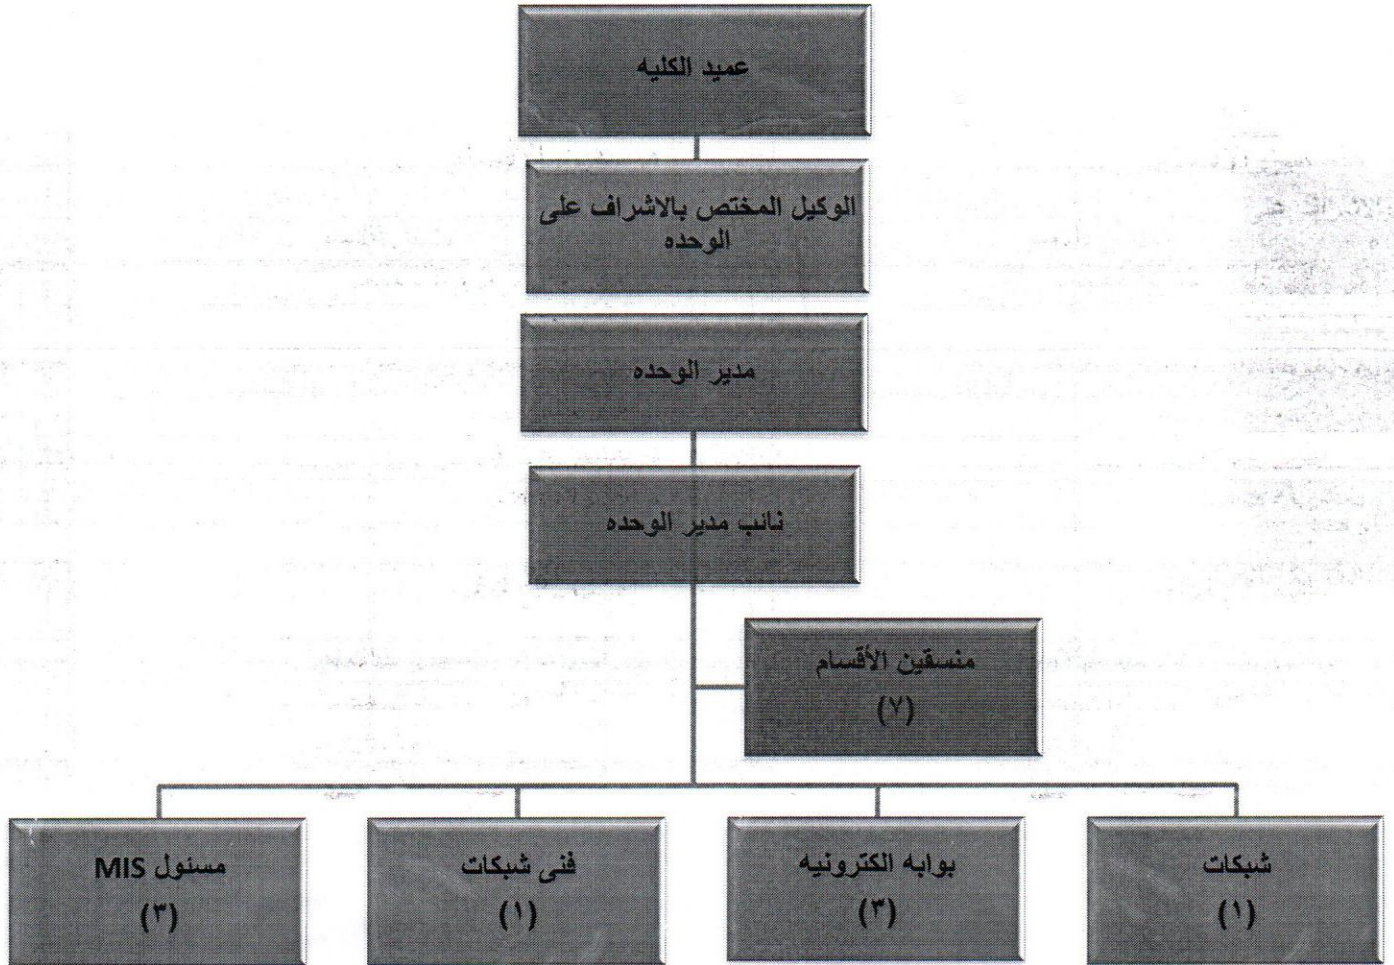 عميد الكليه
الوكيل المختص بالاشراف على
الوحده
مدير الوحده
نائب مدير الوحده
منسقين الأقسام
(٧)
شبكات
(١)
بوابه الكترونيه
(٣)
فنى شبكات
(١)
مسئول MIS
(٣)